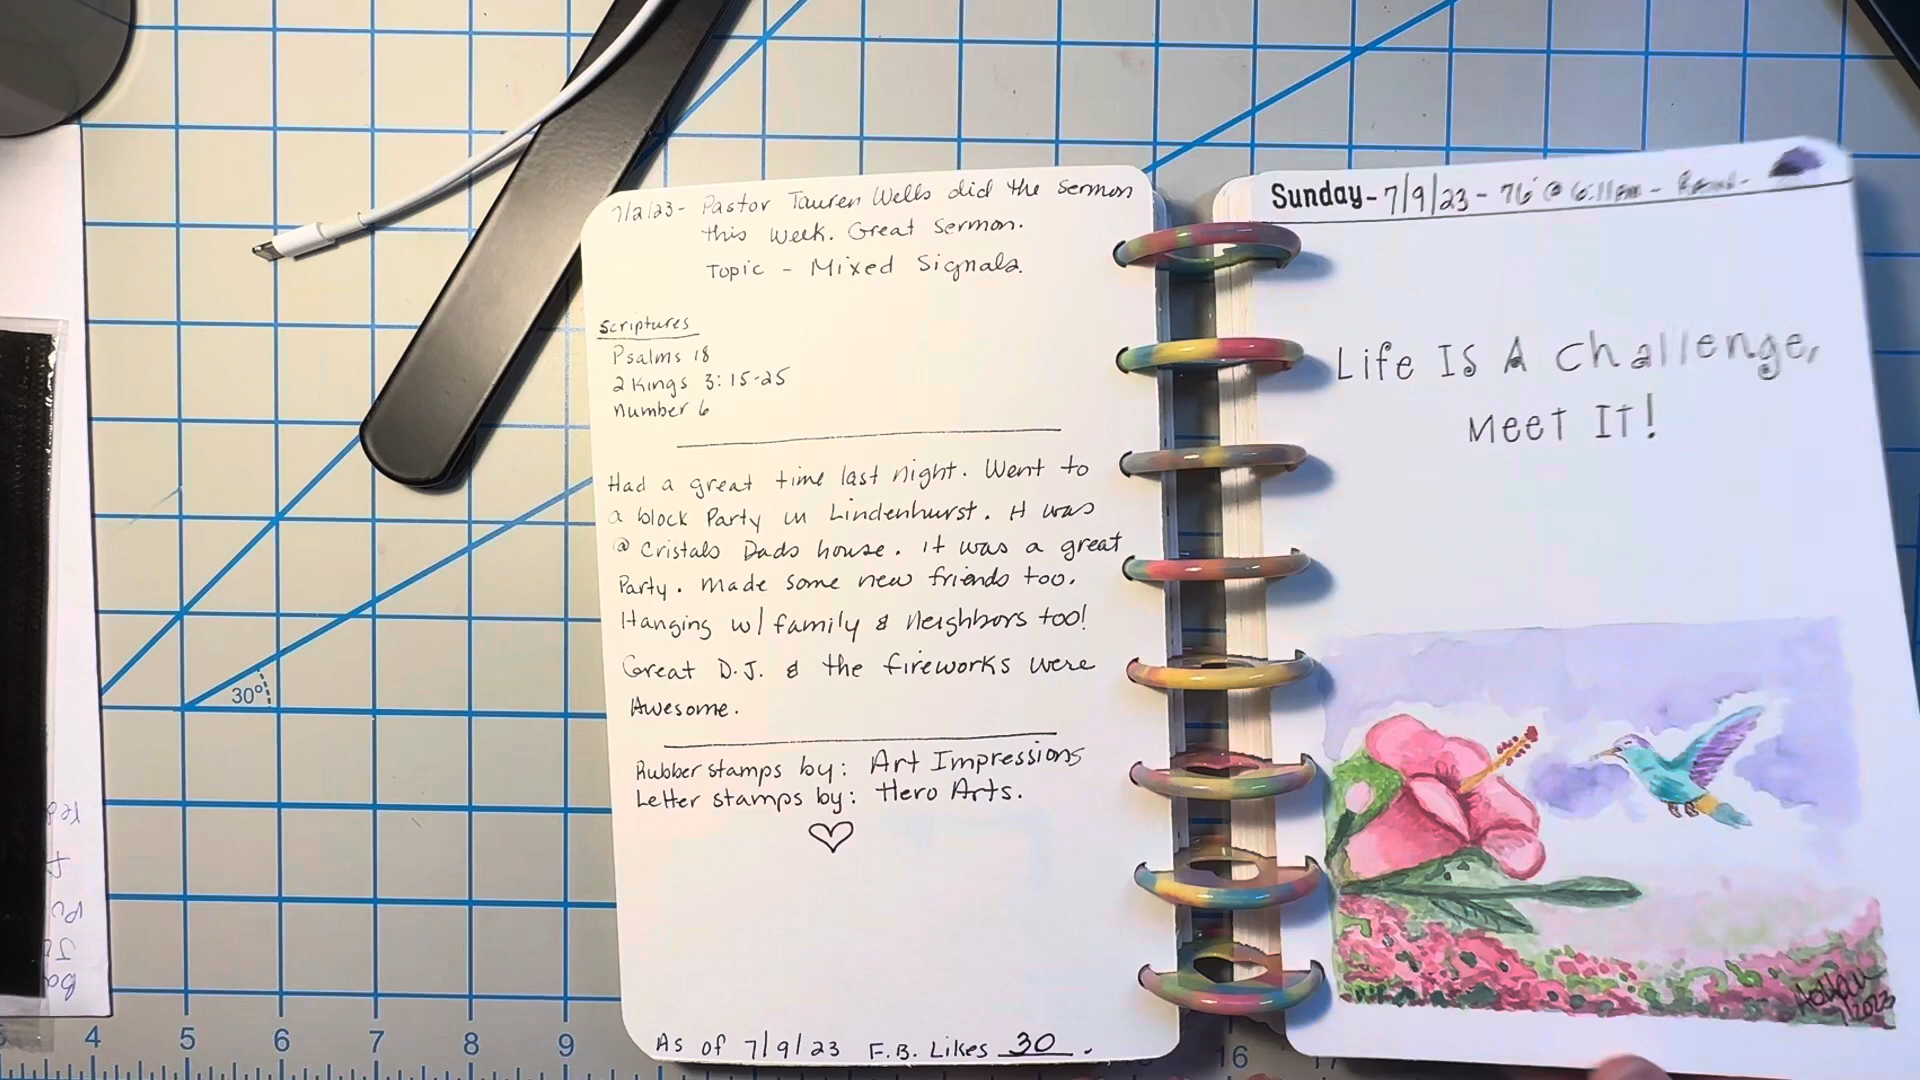 7/2/23- Pastor Tauren Wells did the sermon
this week. Great Sermon.
Topic - Mixed Signals.
Scriptures
Psalms 18
2 Kings 3:15-25
Number 6
Had a great time last night. Went to
a block Party in Lindenhurst. It was
@ Cristals Dads house. it was a great
Party. Made some new friends too.
Hanging w/ family & Neighbors too!
Great D.J. & the fireworks were
Awesome.
Rubber stamps by: Art Impressions
Letter stamps by: Hero Arts.
As of 7/9/23 F.B. Likes 30.
Sunday- 7/9/23- 76° @ 6:11pm -
Life Is A Challenge,
Meet It!
7/2023
30°
4 5 6 7 8 9 16 17